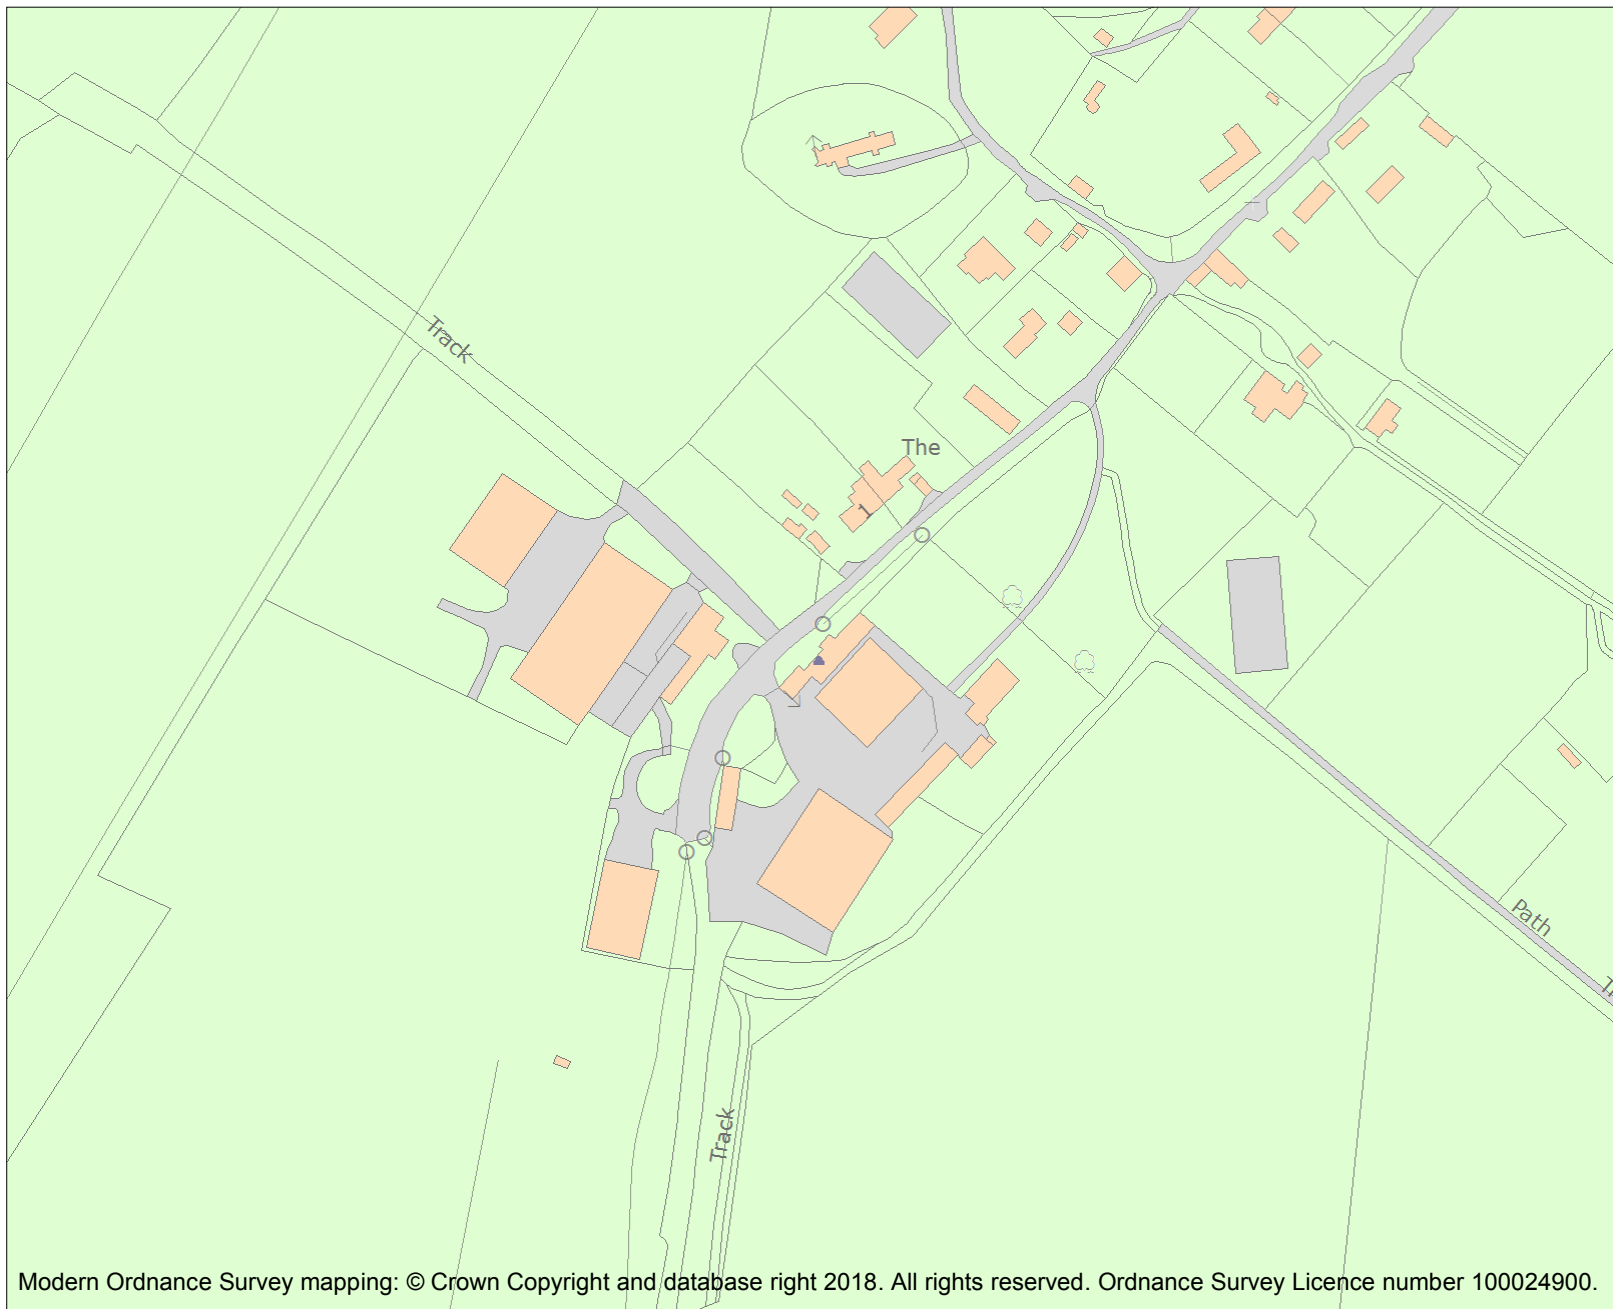 Track
The
1
Path
Tr
Track
Modern Ordnance Survey mapping: © Crown Copyright and database right 2018. All rights reserved. Ordnance Survey Licence number 100024900.